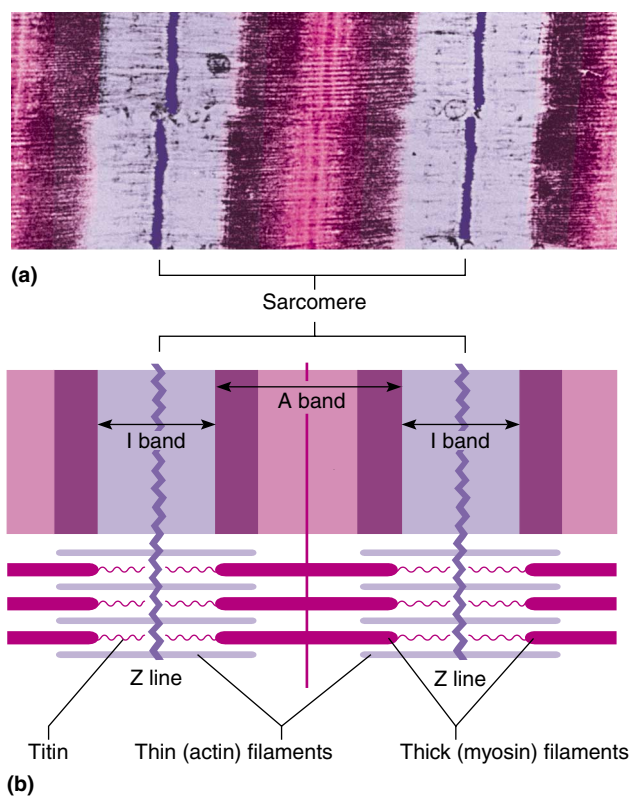 (a)
Sarcomere
A band
I band
I band
Z line
Z line
Titin
Thin (actin) filaments
Thick (myosin) filaments
(b)